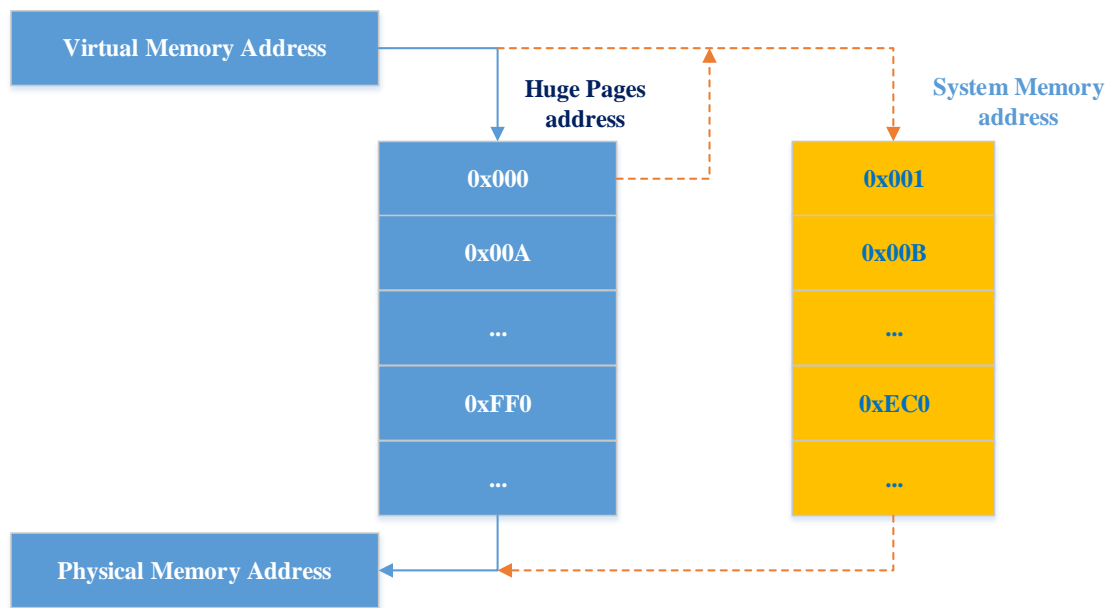 Virtual Memory Address
Huge Pages
address
System Memory
address
0x000
0x001
0x00A
0x00B
...
...
0xFF0
0xEC0
...
...
Physical Memory Address